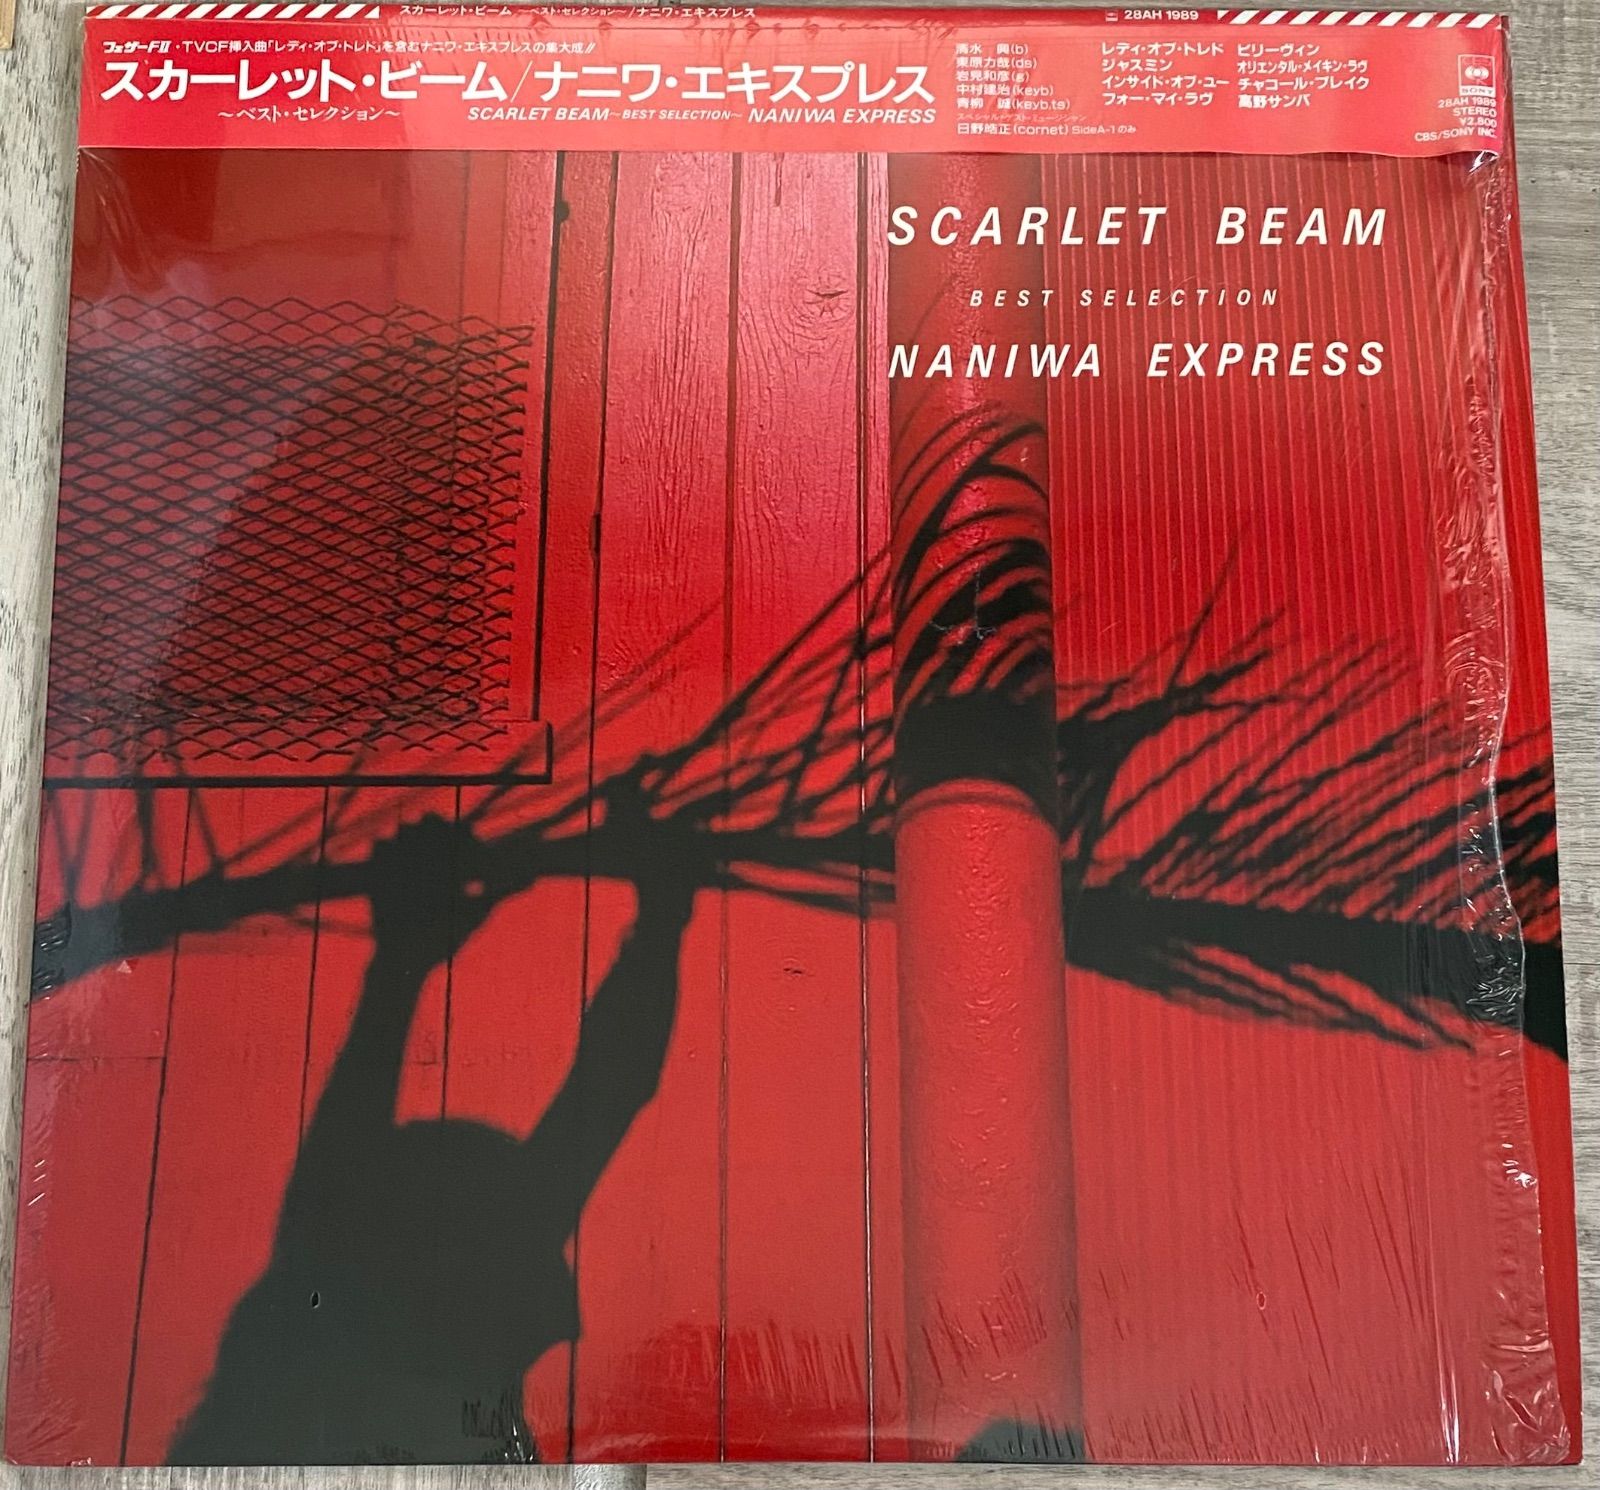 スカーレット・ビーム 〜ベスト・セレクション〜/ナニワ・エキスプレス
28AH 1989
フェザーFⅡ・TVCF挿入曲「レディ・オブ・トレド」を含むナニワ・エキスプレスの集大成!!
スカーレット・ビーム/ナニワ・エキスプレス
〜ベスト・セレクション〜
SCARLET BEAM〜BEST SELECTION〜 NANIWA EXPRESS
清水 興(b)
東原力哉(ds)
岩見和彦(g)
中村建治(keyb)
青柳 誠(keyb,ts)
スペシャル・ゲスト・ミュージシャン
日野皓正(cornet) SideA-1のみ
レディ・オブ・トレド
ジャスミン
インサイド・オブ・ユー
フォー・マイ・ラヴ
ビリーヴィン
オリエンタル・メイキン・ラヴ
チャコール・ブレイク
高野サンバ
SONY
28AH 1989
STEREO
¥2,800
CBS/SONY INC.
SCARLET BEAM
BEST SELECTION
NANIWA EXPRESS